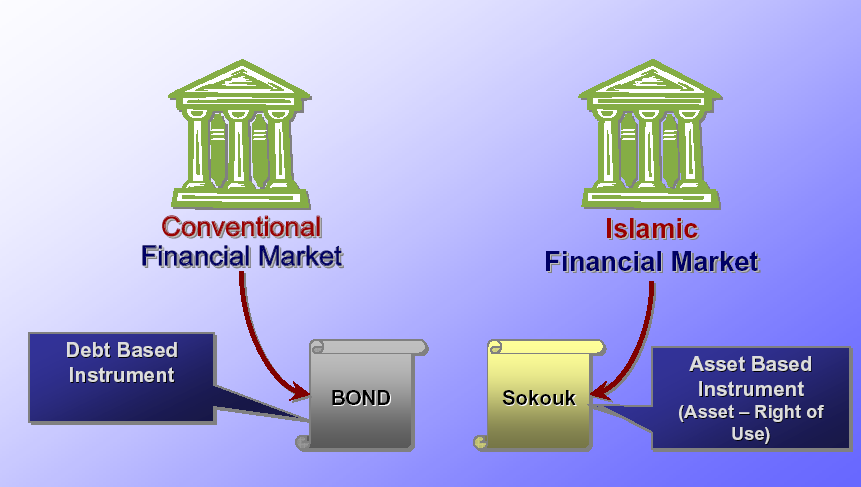 Conventional
Financial Market
Islamic
Financial Market
Debt Based
Instrument
BOND
Sokouk
Asset Based
Instrument
(Asset – Right of
Use)